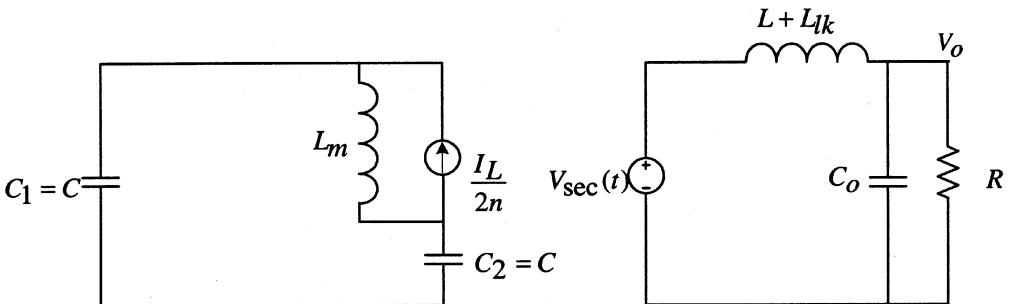 L + L_lk
V_o
L_m
C_1 = C
I_L
2n
V_sec(t)
+
-
C_o
R
C_2 = C